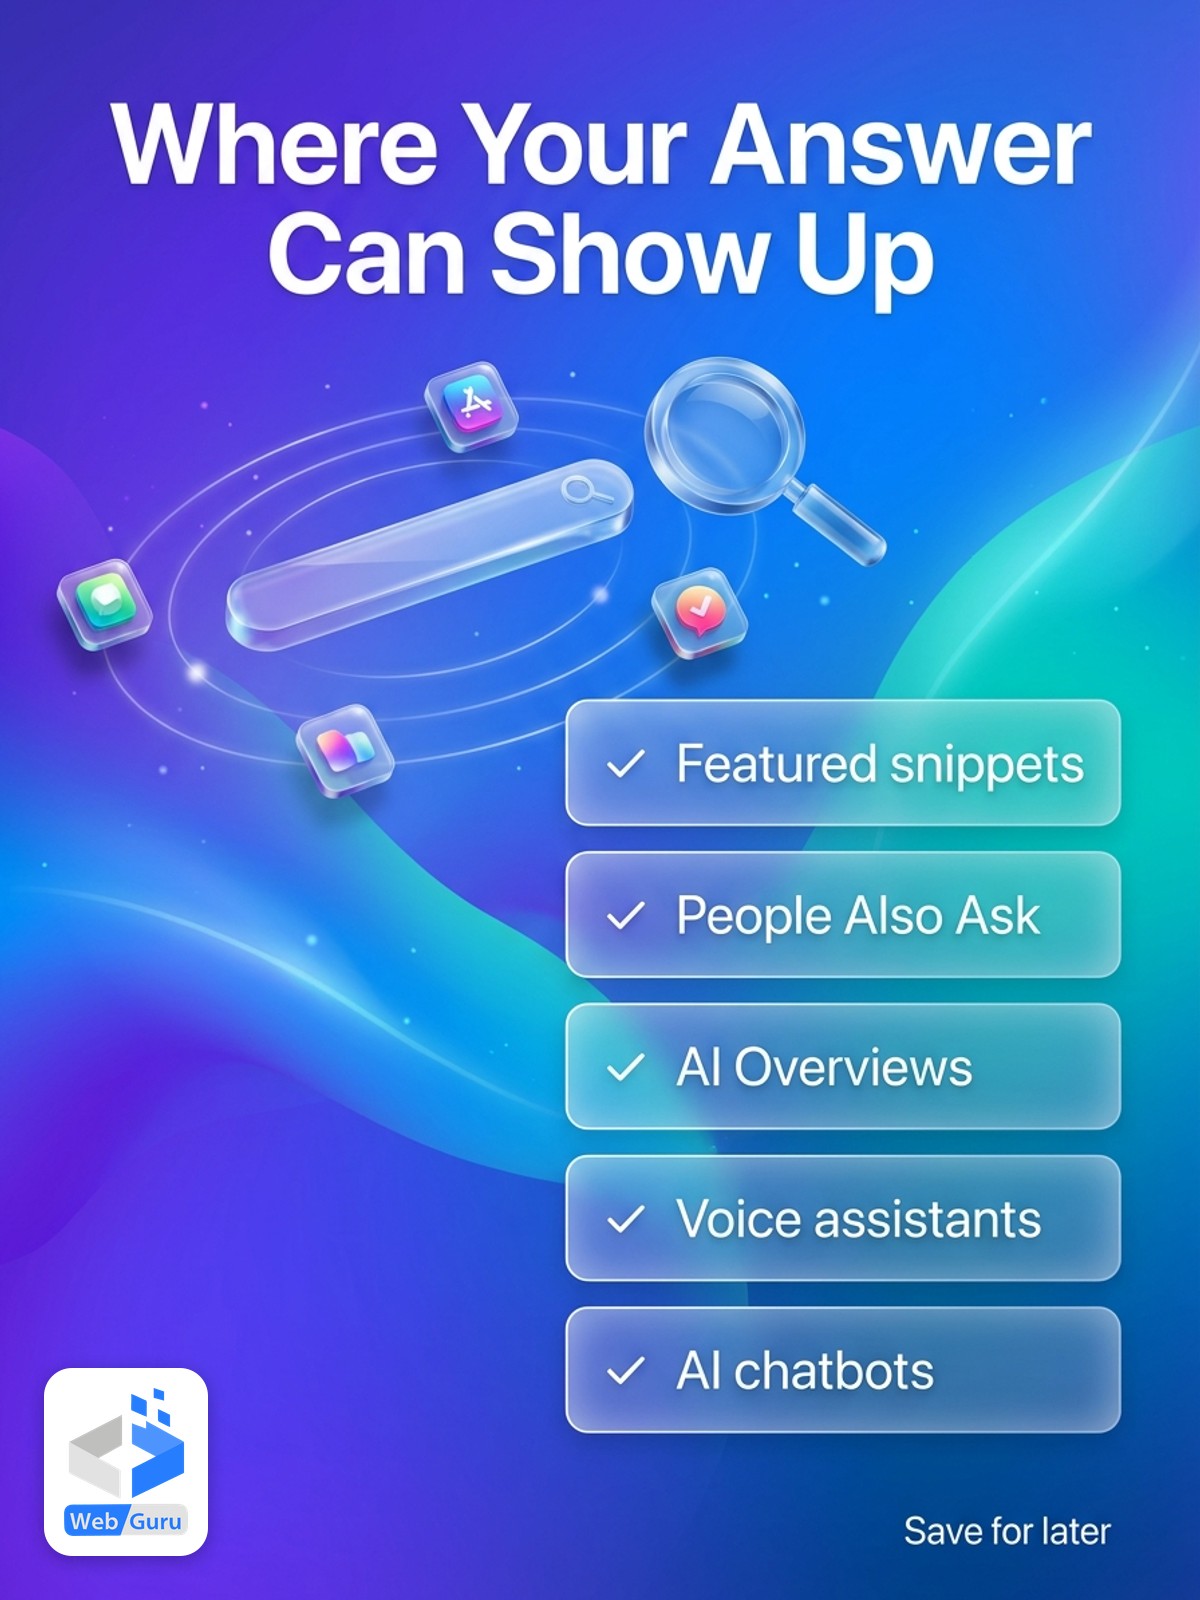 Where Your Answer
Can Show Up
Featured snippets
People Also Ask
AI Overviews
Voice assistants
AI chatbots
Web/Guru
Save for later